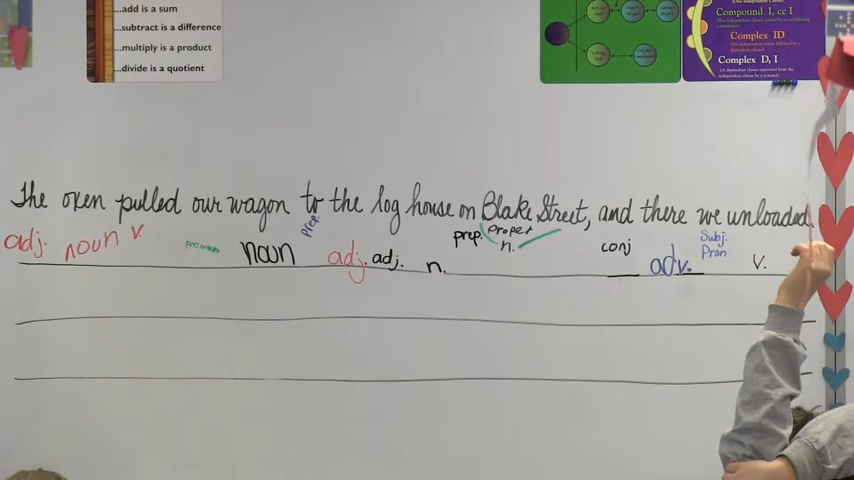 ...add is a sum
...subtract is a difference
...multiply is a product
...divide is a quotient
Compound I, cc I
Complex ID
Complex D, I
The oxen pulled our wagon to the log house on Blake Street, and there we unloaded.
adj. noun v. pronoun noun prep. adj. adj. n. prep. proper n. conj adv. Subj. Pron v.